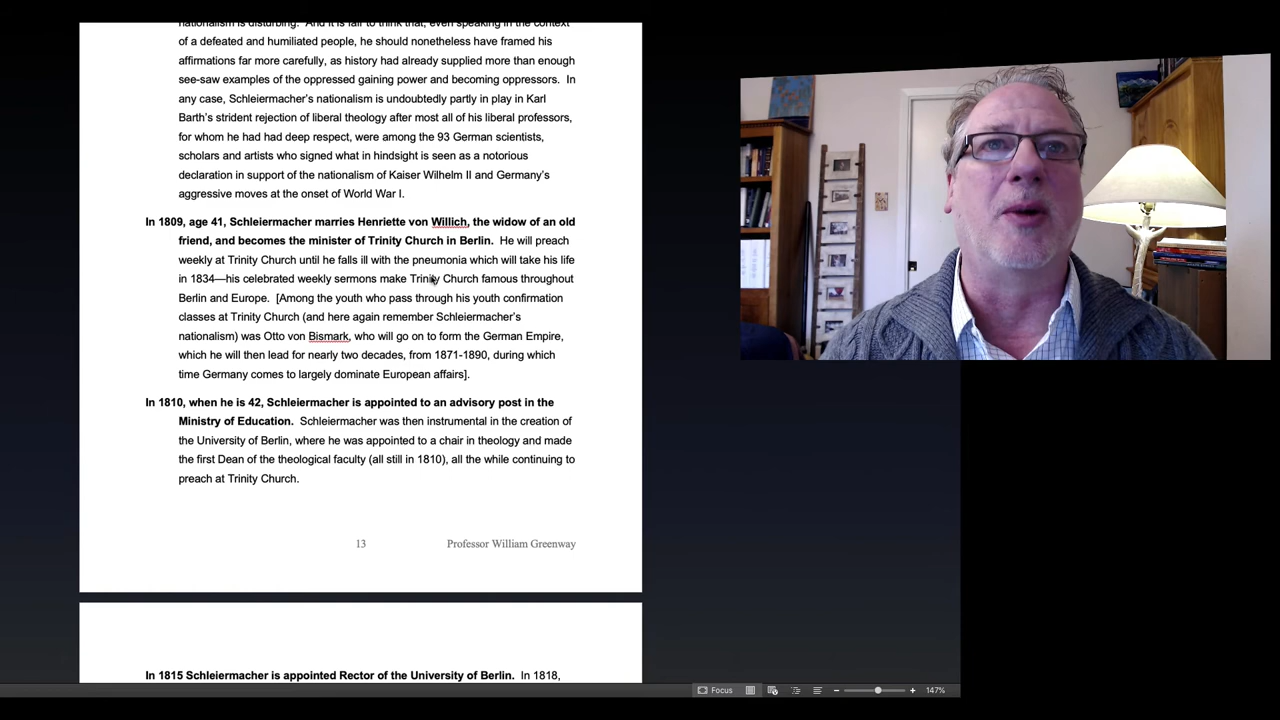 nationalism is disturbing. And it is fair to think that, even speaking in the context
of a defeated and humiliated people, he should nonetheless have framed his
affirmations far more carefully, as history had already supplied more than enough
see-saw examples of the oppressed gaining power and becoming oppressors. In
any case, Schleiermacher's nationalism is undoubtedly partly in play in Karl
Barth's strident rejection of liberal theology after most all of his liberal professors,
for whom he had had deep respect, were among the 93 German scientists,
scholars and artists who signed what in hindsight is seen as a notorious
declaration in support of the nationalism of Kaiser Wilhelm II and Germany's
aggressive moves at the onset of World War I.
In 1809, age 41, Schleiermacher marries Henriette von Willich, the widow of an old
friend, and becomes the minister of Trinity Church in Berlin. He will preach
weekly at Trinity Church until he falls ill with the pneumonia which will take his life
in 1834—his celebrated weekly sermons make Trinity Church famous throughout
Berlin and Europe. [Among the youth who pass through his youth confirmation
classes at Trinity Church (and here again remember Schleiermacher's
nationalism) was Otto von Bismark, who will go on to form the German Empire,
which he will then lead for nearly two decades, from 1871-1890, during which
time Germany comes to largely dominate European affairs].
In 1810, when he is 42, Schleiermacher is appointed to an advisory post in the
Ministry of Education. Schleiermacher was then instrumental in the creation of
the University of Berlin, where he was appointed to a chair in theology and made
the first Dean of the theological faculty (all still in 1810), all the while continuing to
preach at Trinity Church.
13 Professor William Greenway
In 1815 Schleiermacher is appointed Rector of the University of Berlin. In 1818,
Focus 147%